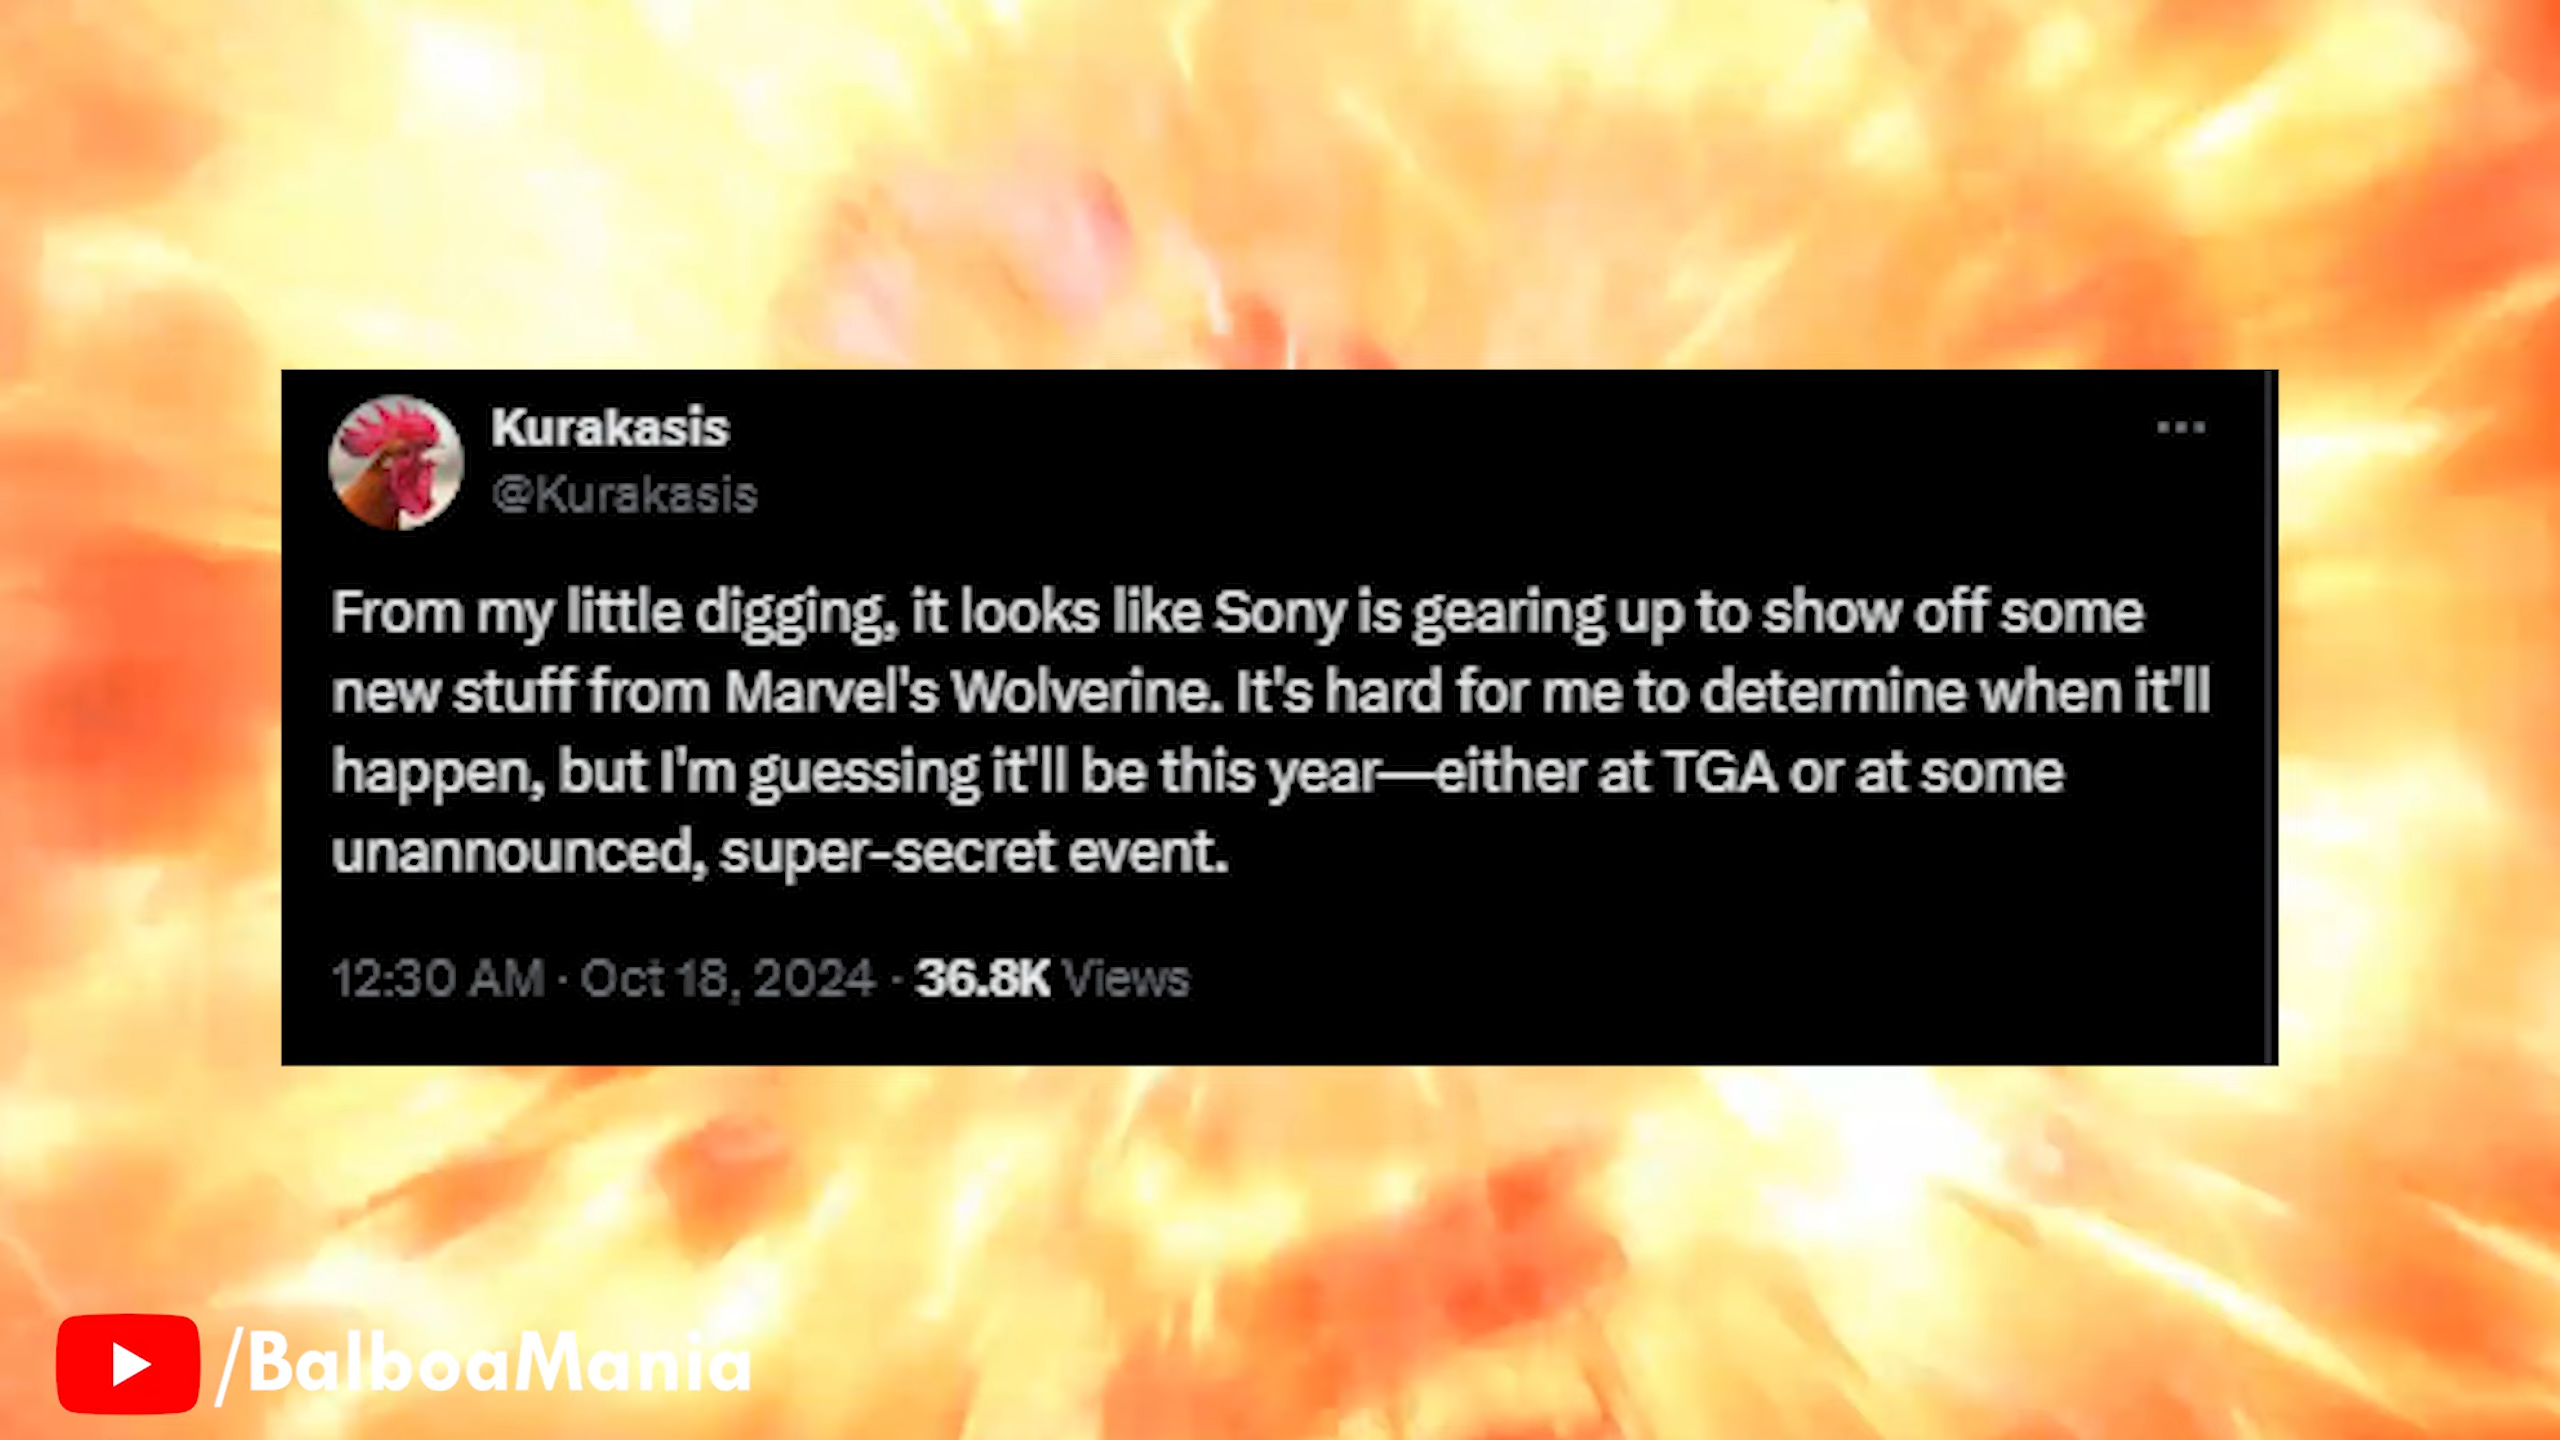 Kurakasis
@Kurakasis
From my little digging, it looks like Sony is gearing up to show off some
new stuff from Marvel's Wolverine. It's hard for me to determine when it'll
happen, but I'm guessing it'll be this year—either at TGA or at some
unannounced, super-secret event.
12:30 AM · Oct 18, 2024 · 36.8K Views
/BalboaMania